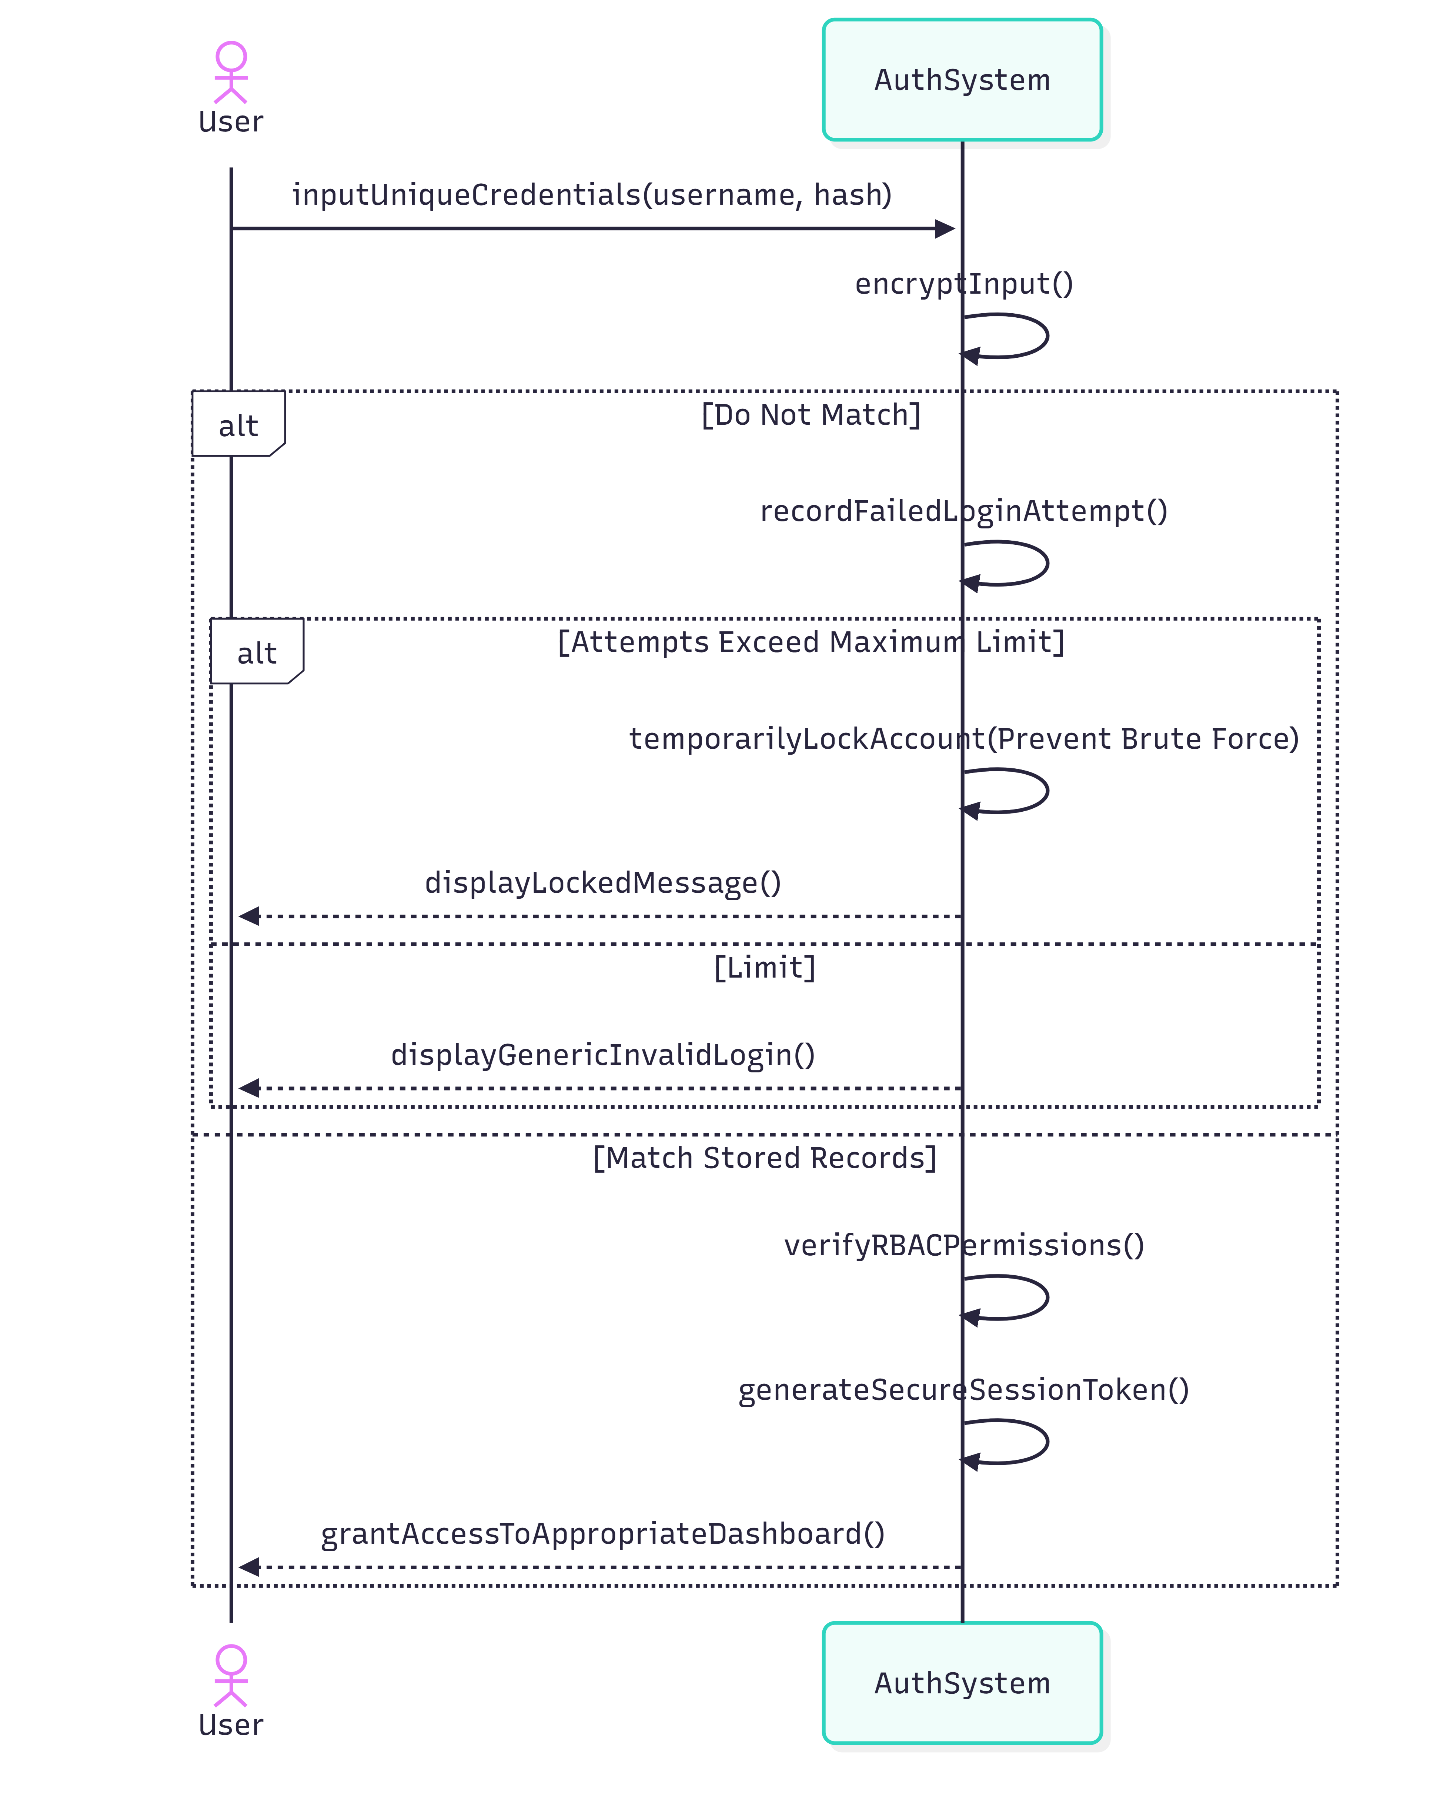 AuthSystem
User
inputUniqueCredentials(username, hash)
encryptInput()
alt
[Do Not Match]
recordFailedLoginAttempt()
alt
[Attempts Exceed Maximum Limit]
temporarilyLockAccount(Prevent Brute Force)
displayLockedMessage()
[Limit]
displayGenericInvalidLogin()
[Match Stored Records]
verifyRBACPermissions()
generateSecureSessionToken()
grantAccessToAppropriateDashboard()
AuthSystem
User